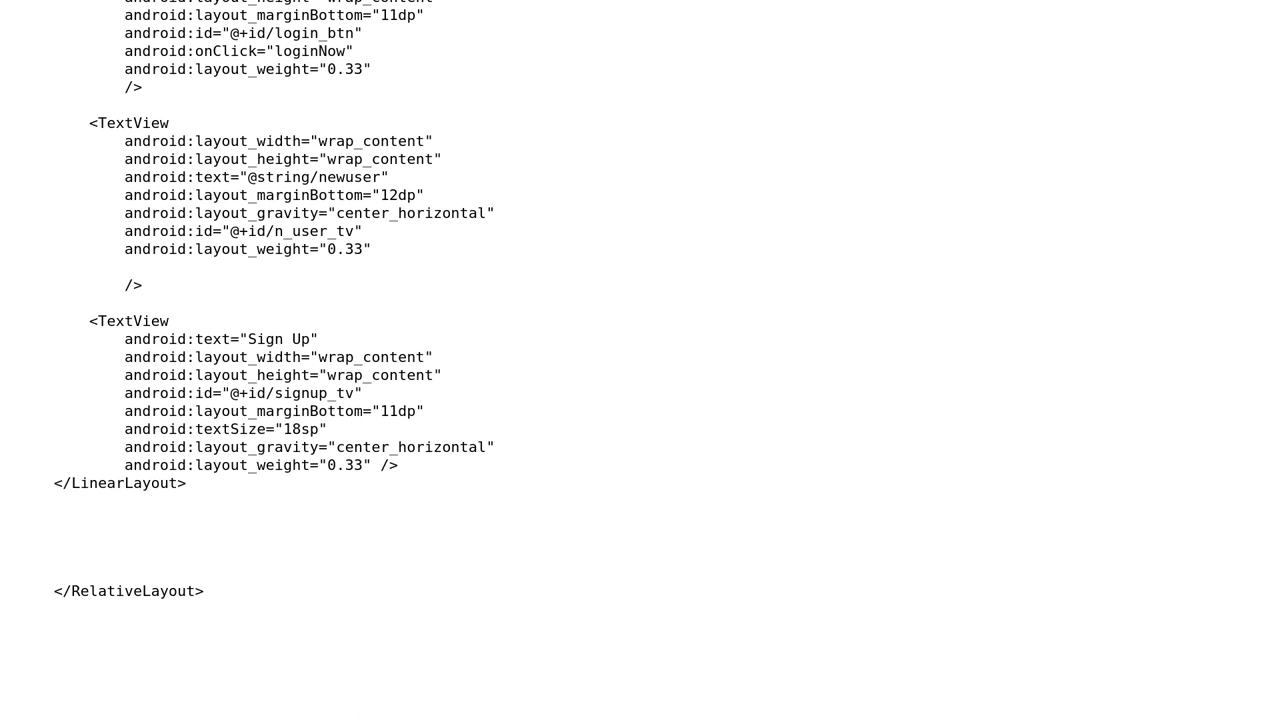 android:layout_height="wrap_content"
android:layout_marginBottom="11dp"
android:id="@+id/login_btn"
android:onClick="loginNow"
android:layout_weight="0.33"
/>
<TextView
android:layout_width="wrap_content"
android:layout_height="wrap_content"
android:text="@string/newuser"
android:layout_marginBottom="12dp"
android:layout_gravity="center_horizontal"
android:id="@+id/n_user_tv"
android:layout_weight="0.33"
/>
<TextView
android:text="Sign Up"
android:layout_width="wrap_content"
android:layout_height="wrap_content"
android:id="@+id/signup_tv"
android:layout_marginBottom="11dp"
android:textSize="18sp"
android:layout_gravity="center_horizontal"
android:layout_weight="0.33" />
</LinearLayout>
</RelativeLayout>